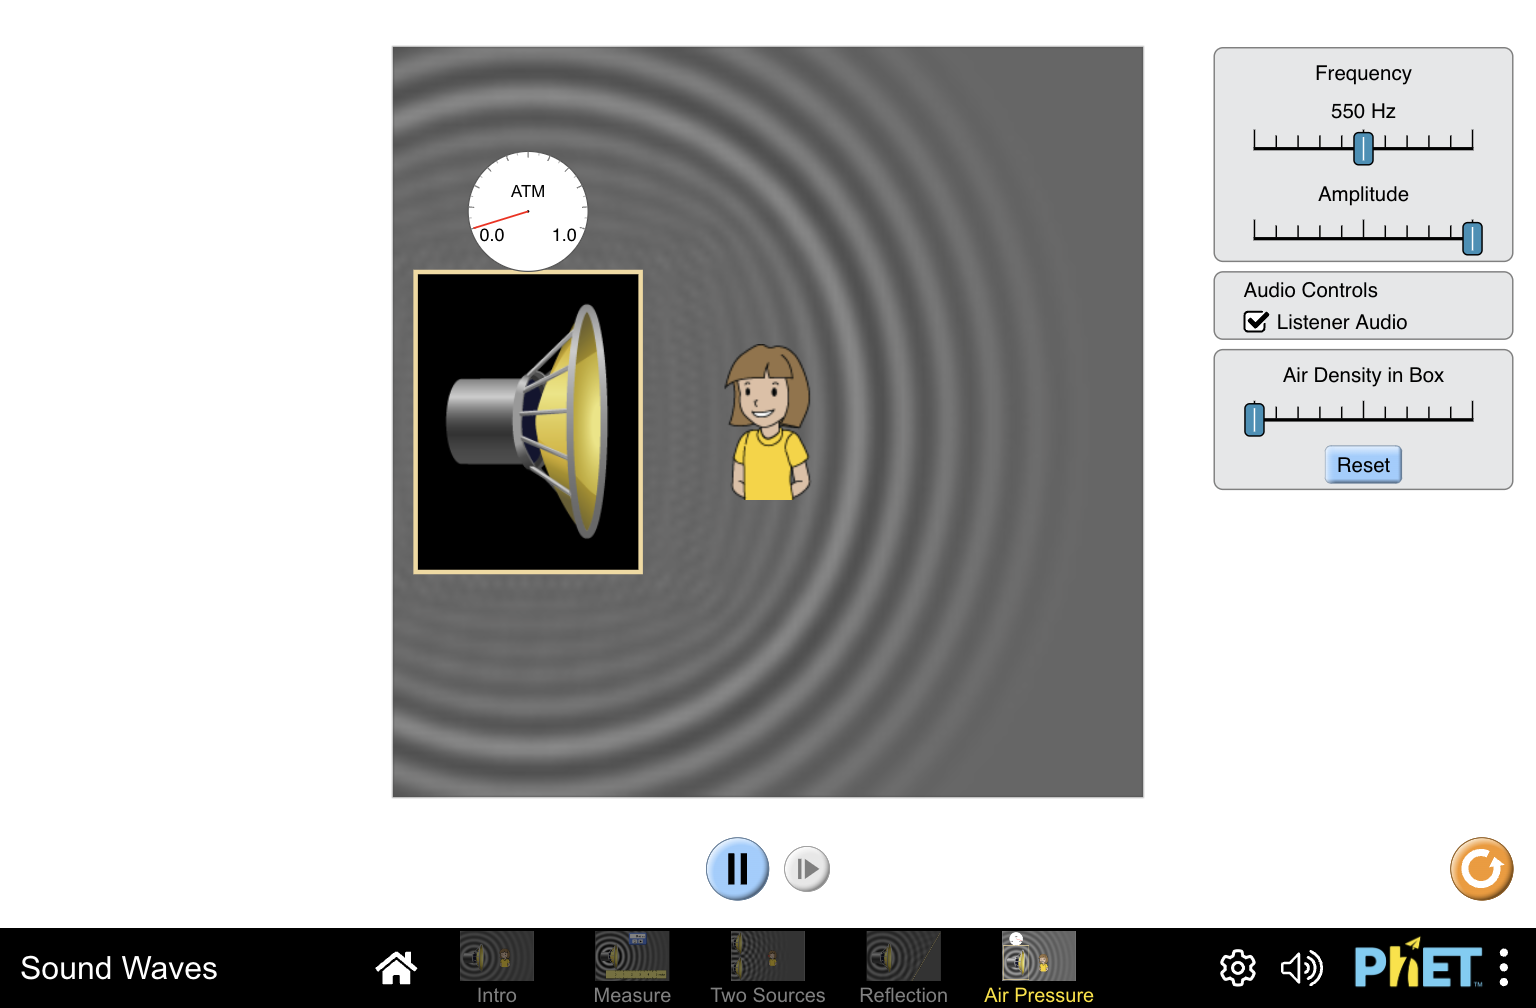 ATM
0.0
1.0
Frequency
550 Hz
Amplitude
Audio Controls
Listener Audio
Air Density in Box
Reset
Sound Waves
Intro
Measure
Two Sources
Reflection
Air Pressure
PhET